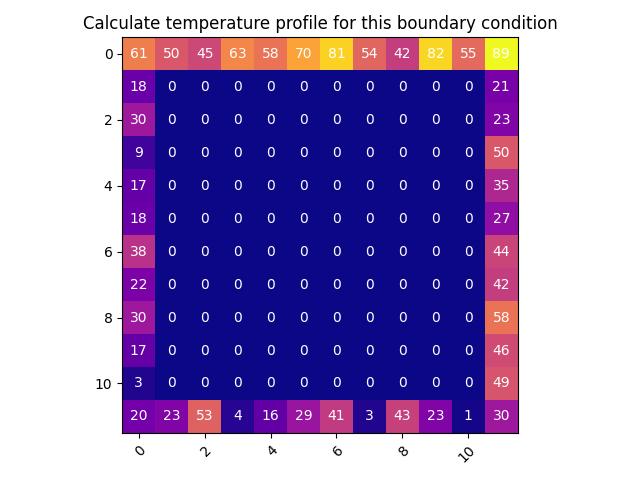 Calculate temperature profile for this boundary condition
0 61 50 45 63 58 70 81 54 42 82 55 89
18 0 0 0 0 0 0 0 0 0 0 21
2 30 0 0 0 0 0 0 0 0 0 0 23
9 0 0 0 0 0 0 0 0 0 0 50
4 17 0 0 0 0 0 0 0 0 0 0 35
18 0 0 0 0 0 0 0 0 0 0 27
6 38 0 0 0 0 0 0 0 0 0 0 44
22 0 0 0 0 0 0 0 0 0 0 42
8 30 0 0 0 0 0 0 0 0 0 0 58
17 0 0 0 0 0 0 0 0 0 0 46
10 3 0 0 0 0 0 0 0 0 0 0 49
20 23 53 4 16 29 41 3 43 23 1 30
0 2 4 6 8 10